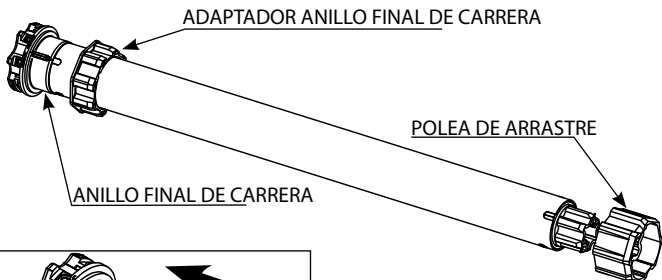 ADAPTADOR ANILLO FINAL DE CARRERA
POLEA DE ARRASTRE
ANILLO FINAL DE CARRERA